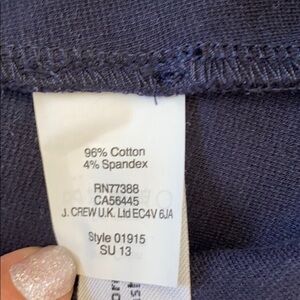 96% Cotton
4% Spandex
RN77388
CA56445
J. CREW U.K. Ltd EC4V 6JA
Style 01915
SU 13